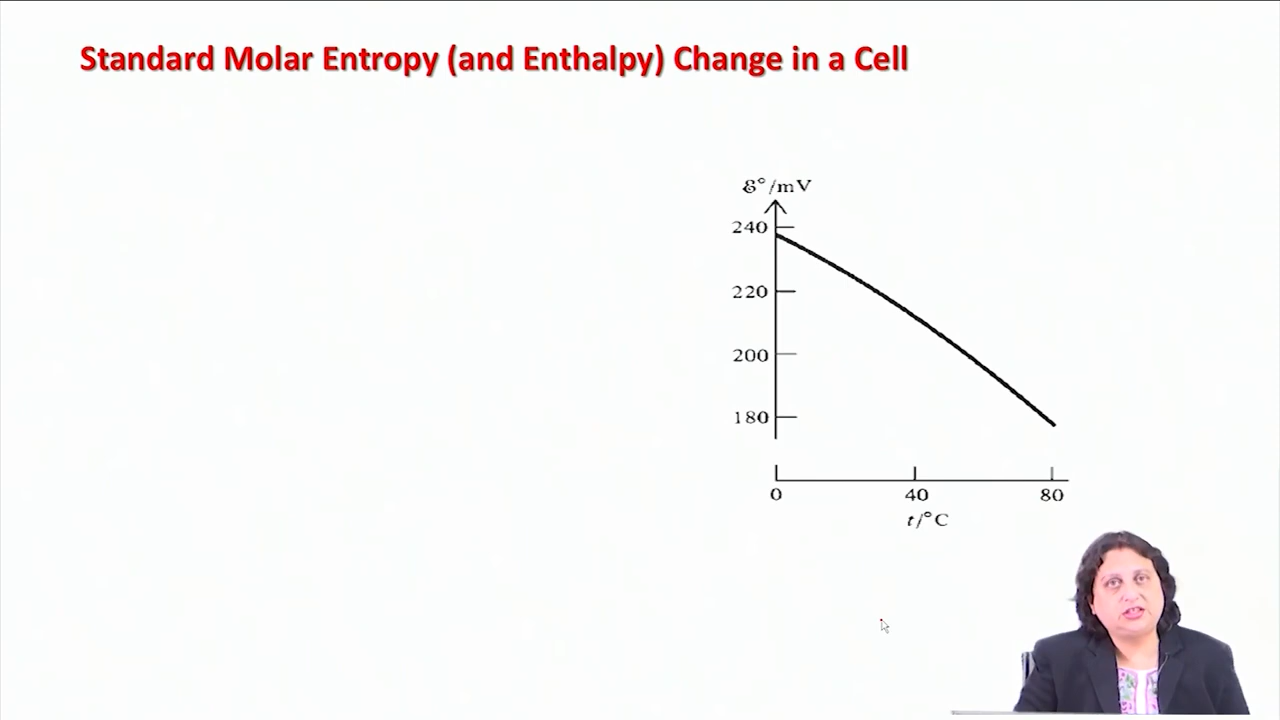 Standard Molar Entropy (and Enthalpy) Change in a Cell
ℰ°/mV
240
220
200
180
0 40 80
t/°C